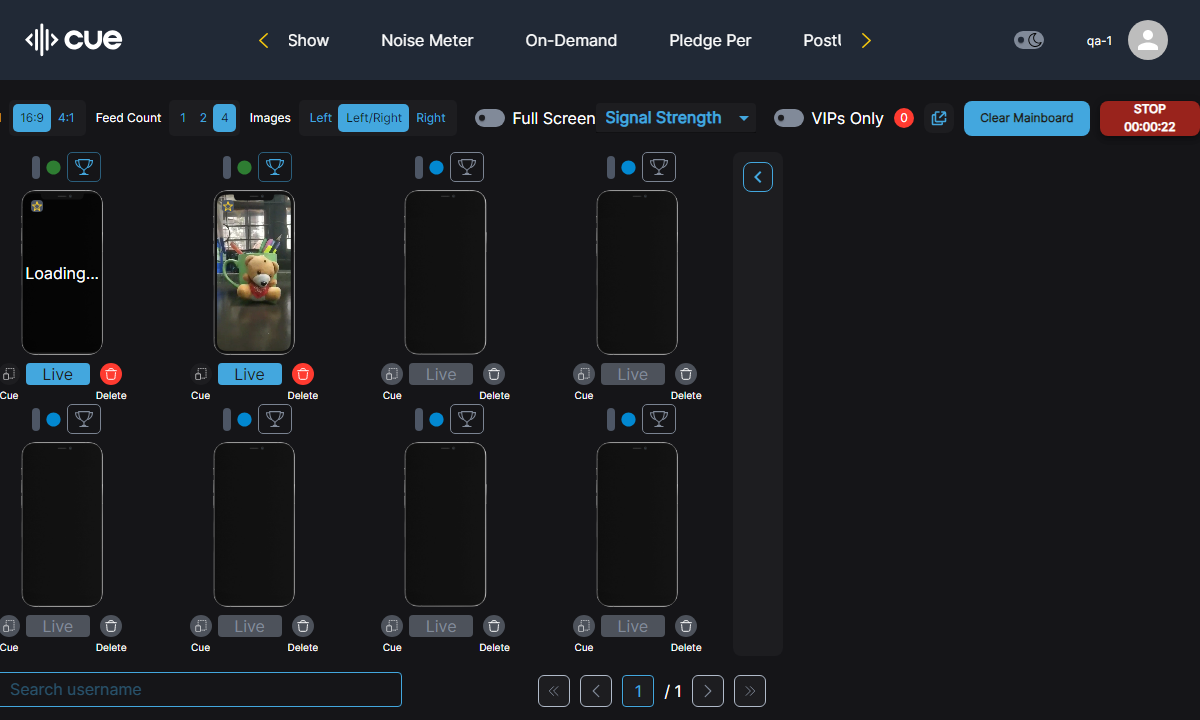 cue
Show
Noise Meter
On-Demand
Pledge Per
qa-1
16:9
4:1
Feed Count
1
2
4
Images
Left
Left/Right
Right
Full Screen
Signal Strength
VIPs Only
0
Clear Mainboard
STOP
00:00:22
Loading...
Live
Live
Live
Live
Cue
Delete
Cue
Delete
Cue
Delete
Cue
Delete
Live
Live
Live
Live
Cue
Delete
Cue
Delete
Cue
Delete
Cue
Delete
Search username
1
/ 1